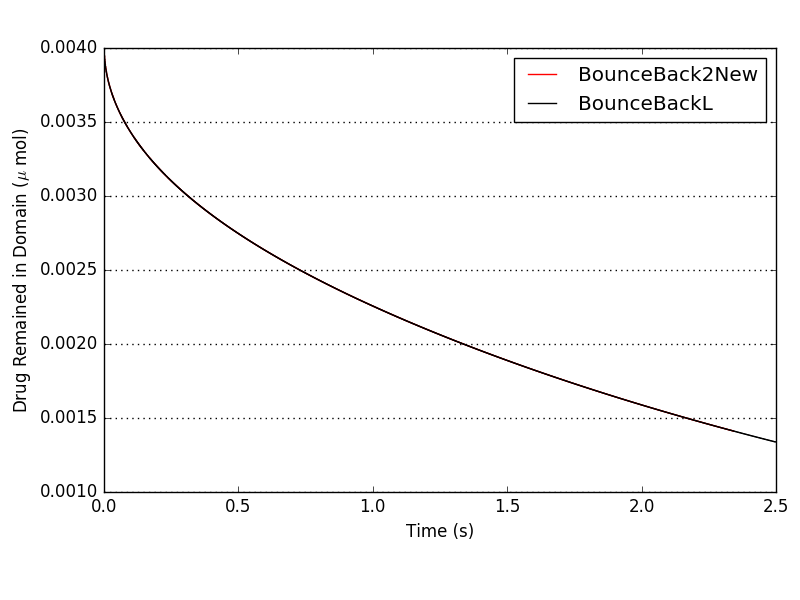 0.0040
0.0035
0.0030
0.0025
0.0020
0.0015
0.0010
Drug Remained in Domain (μ mol)
BounceBack2New
BounceBackL
0.0 0.5 1.0 1.5 2.0 2.5
Time (s)